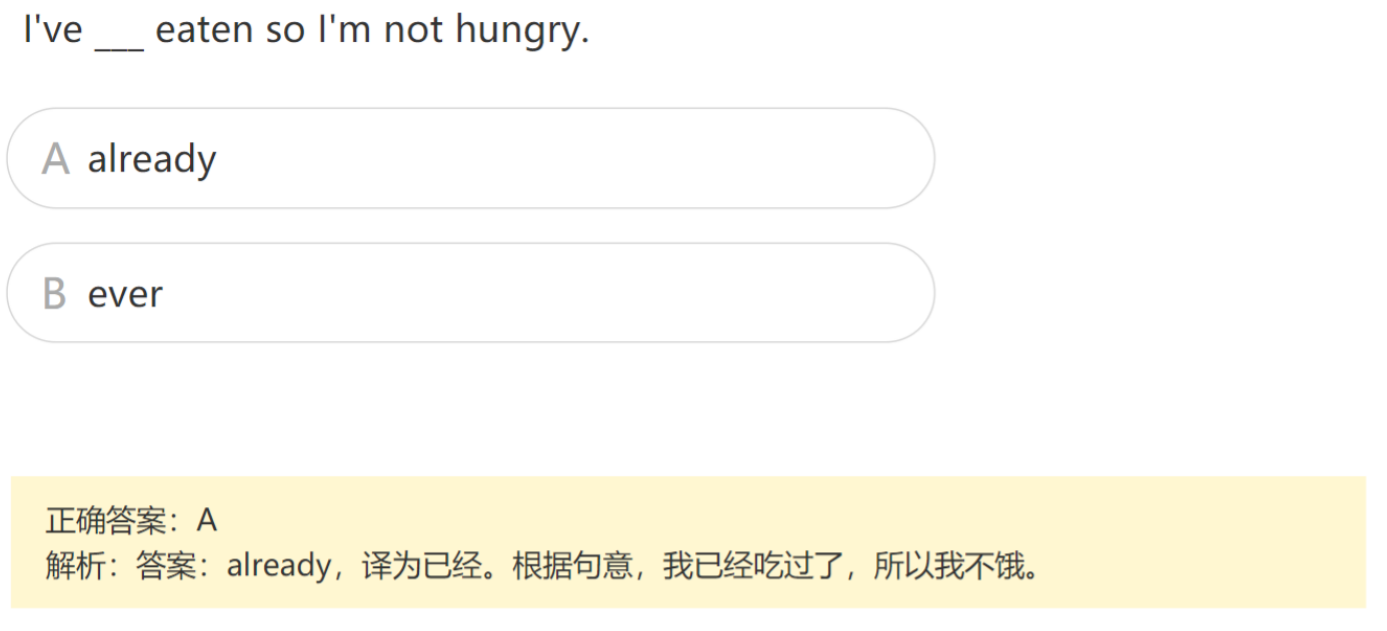 I've ___ eaten so I'm not hungry.
A already
B ever
正确答案：A
解析：答案：already，译为已经。根据句意，我已经吃过了，所以我不饿。